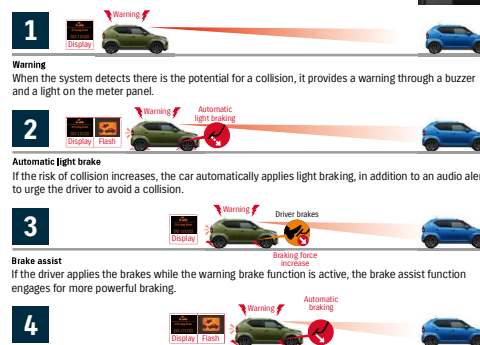 1
Warning
Display
Warning
When the system detects there is the potential for a collision, it provides a warning through a buzzer
and a light on the meter panel.
2
Warning
Automatic
light braking
Display Flash
Automatic light brake
If the risk of collision increases, the car automatically applies light braking, in addition to an audio aler
to urge the driver to avoid a collision.
3
Warning
Driver brakes
Display
Braking force
increase
Brake assist
If the driver applies the brakes while the warning brake function is active, the brake assist function
engages for more powerful braking.
4
Warning
Automatic
braking
Display Flash